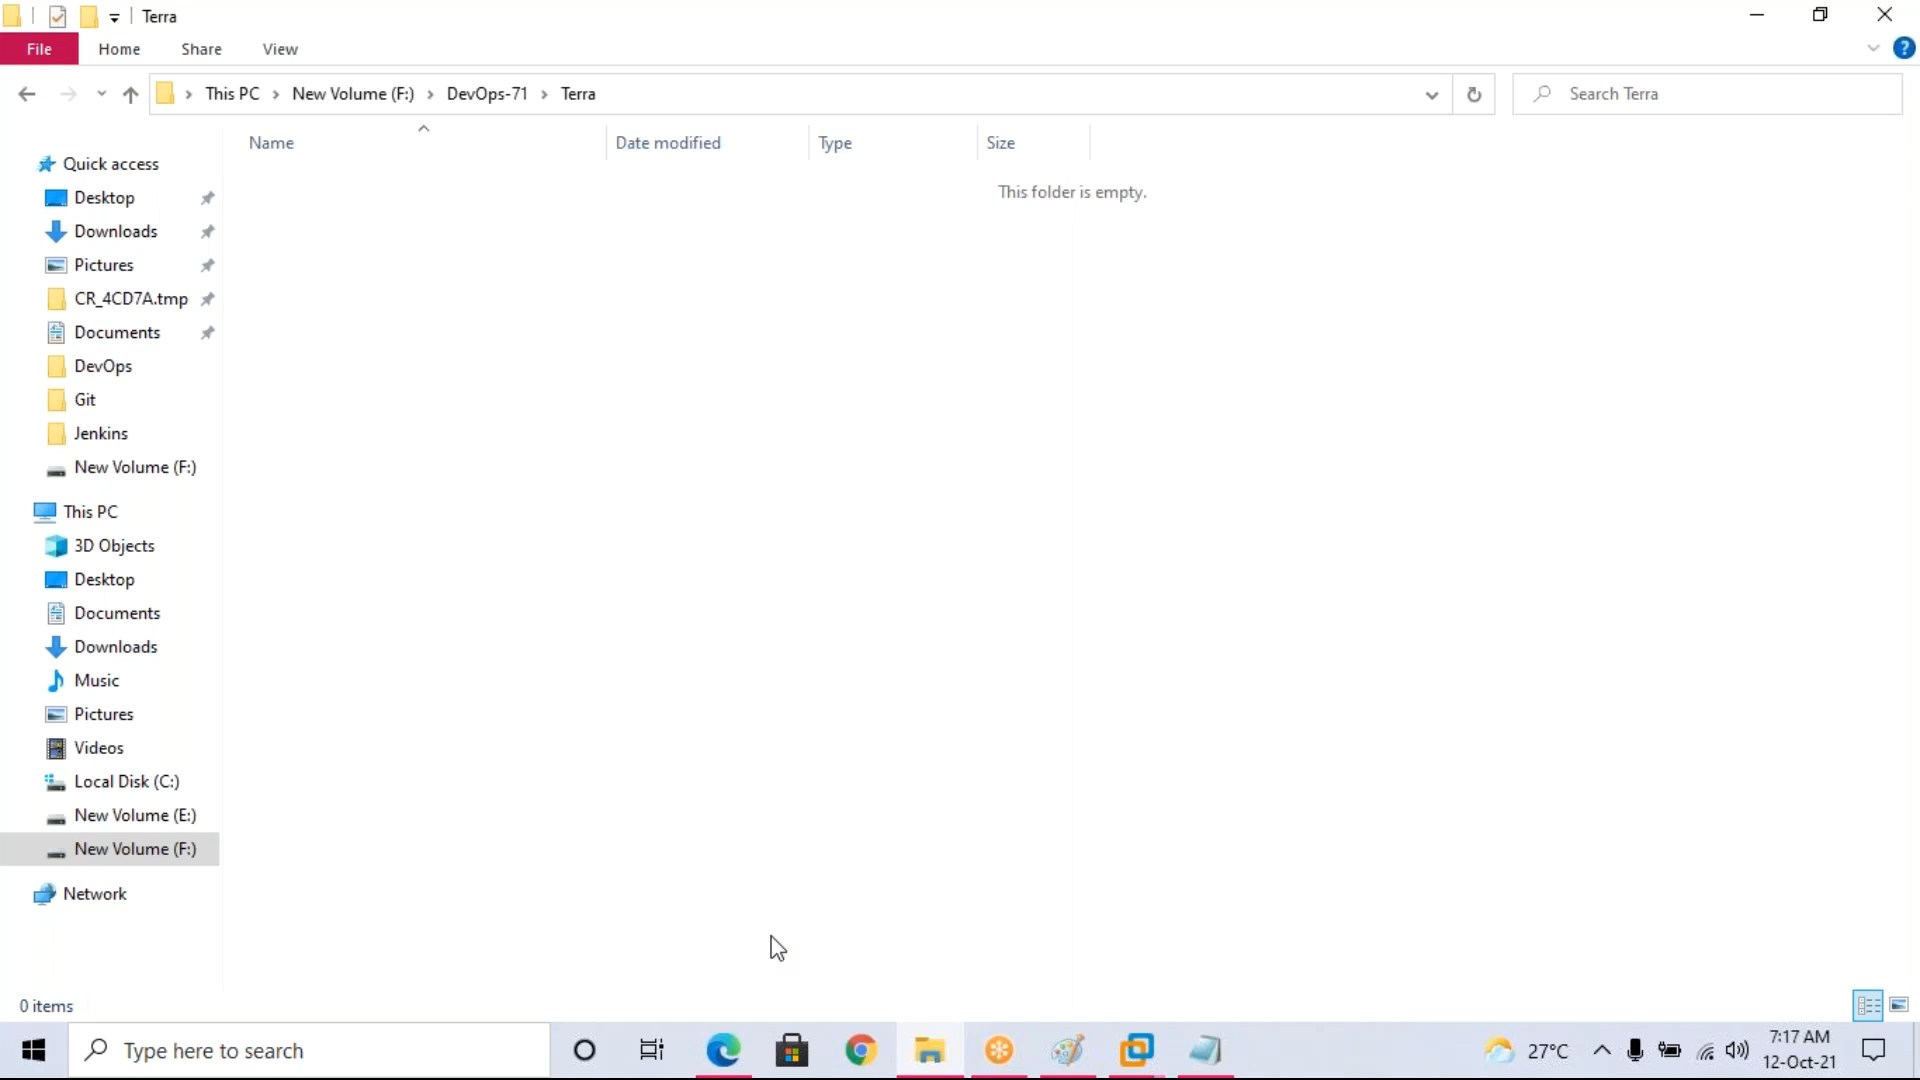 Terra
File Home Share View
This PC New Volume (F:) DevOps-71 Terra
Search Terra
Name Date modified Type Size
This folder is empty.
Quick access
Desktop
Downloads
Pictures
CR_4CD7A.tmp
Documents
DevOps
Git
Jenkins
New Volume (F:)
This PC
3D Objects
Desktop
Documents
Downloads
Music
Pictures
Videos
Local Disk (C:)
New Volume (E:)
New Volume (F:)
Network
0 items
Type here to search
27°C
7:17 AM
12-Oct-21